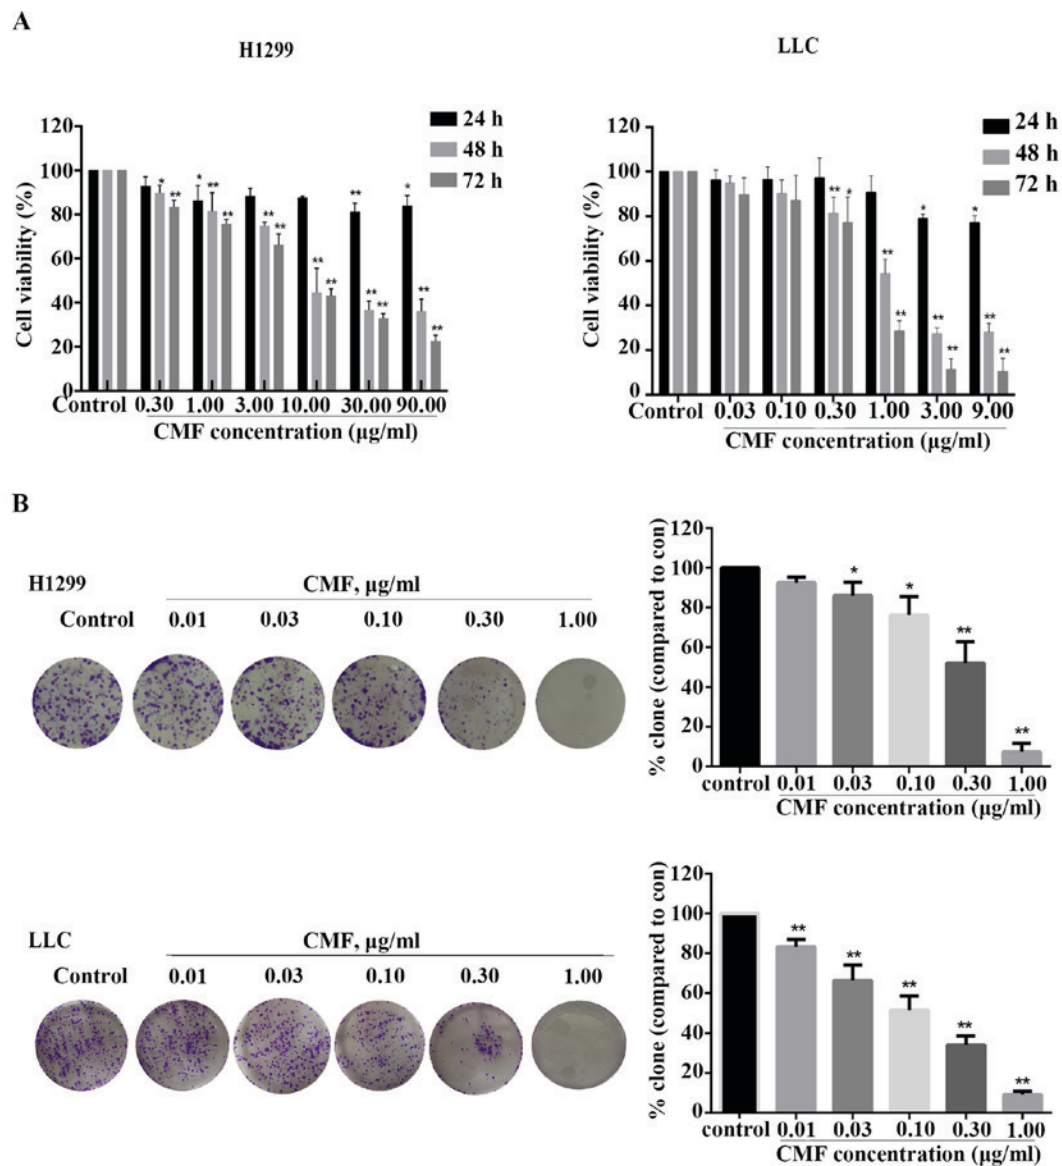 A
H1299
LLC
24 h
48 h
72 h
Cell viability (%)
120
100
80
60
40
20
0
* ** * ** ** ** ** ** ** ** ** ** * ** **
Control 0.30 1.00 3.00 10.00 30.00 90.00
CMF concentration (μg/ml)
24 h
48 h
72 h
Cell viability (%)
120
100
80
60
40
20
0
** * ** ** * ** ** * ** **
Control 0.03 0.10 0.30 1.00 3.00 9.00
CMF concentration (μg/ml)
B
H1299
CMF, μg/ml
Control 0.01 0.03 0.10 0.30 1.00
% clone (compared to con)
120
100
80
60
40
20
0
* * ** **
control 0.01 0.03 0.10 0.30 1.00
CMF concentration (μg/ml)
LLC
CMF, μg/ml
Control 0.01 0.03 0.10 0.30 1.00
% clone (compared to con)
120
100
80
60
40
20
0
** ** ** ** **
control 0.01 0.03 0.10 0.30 1.00
CMF concentration (μg/ml)